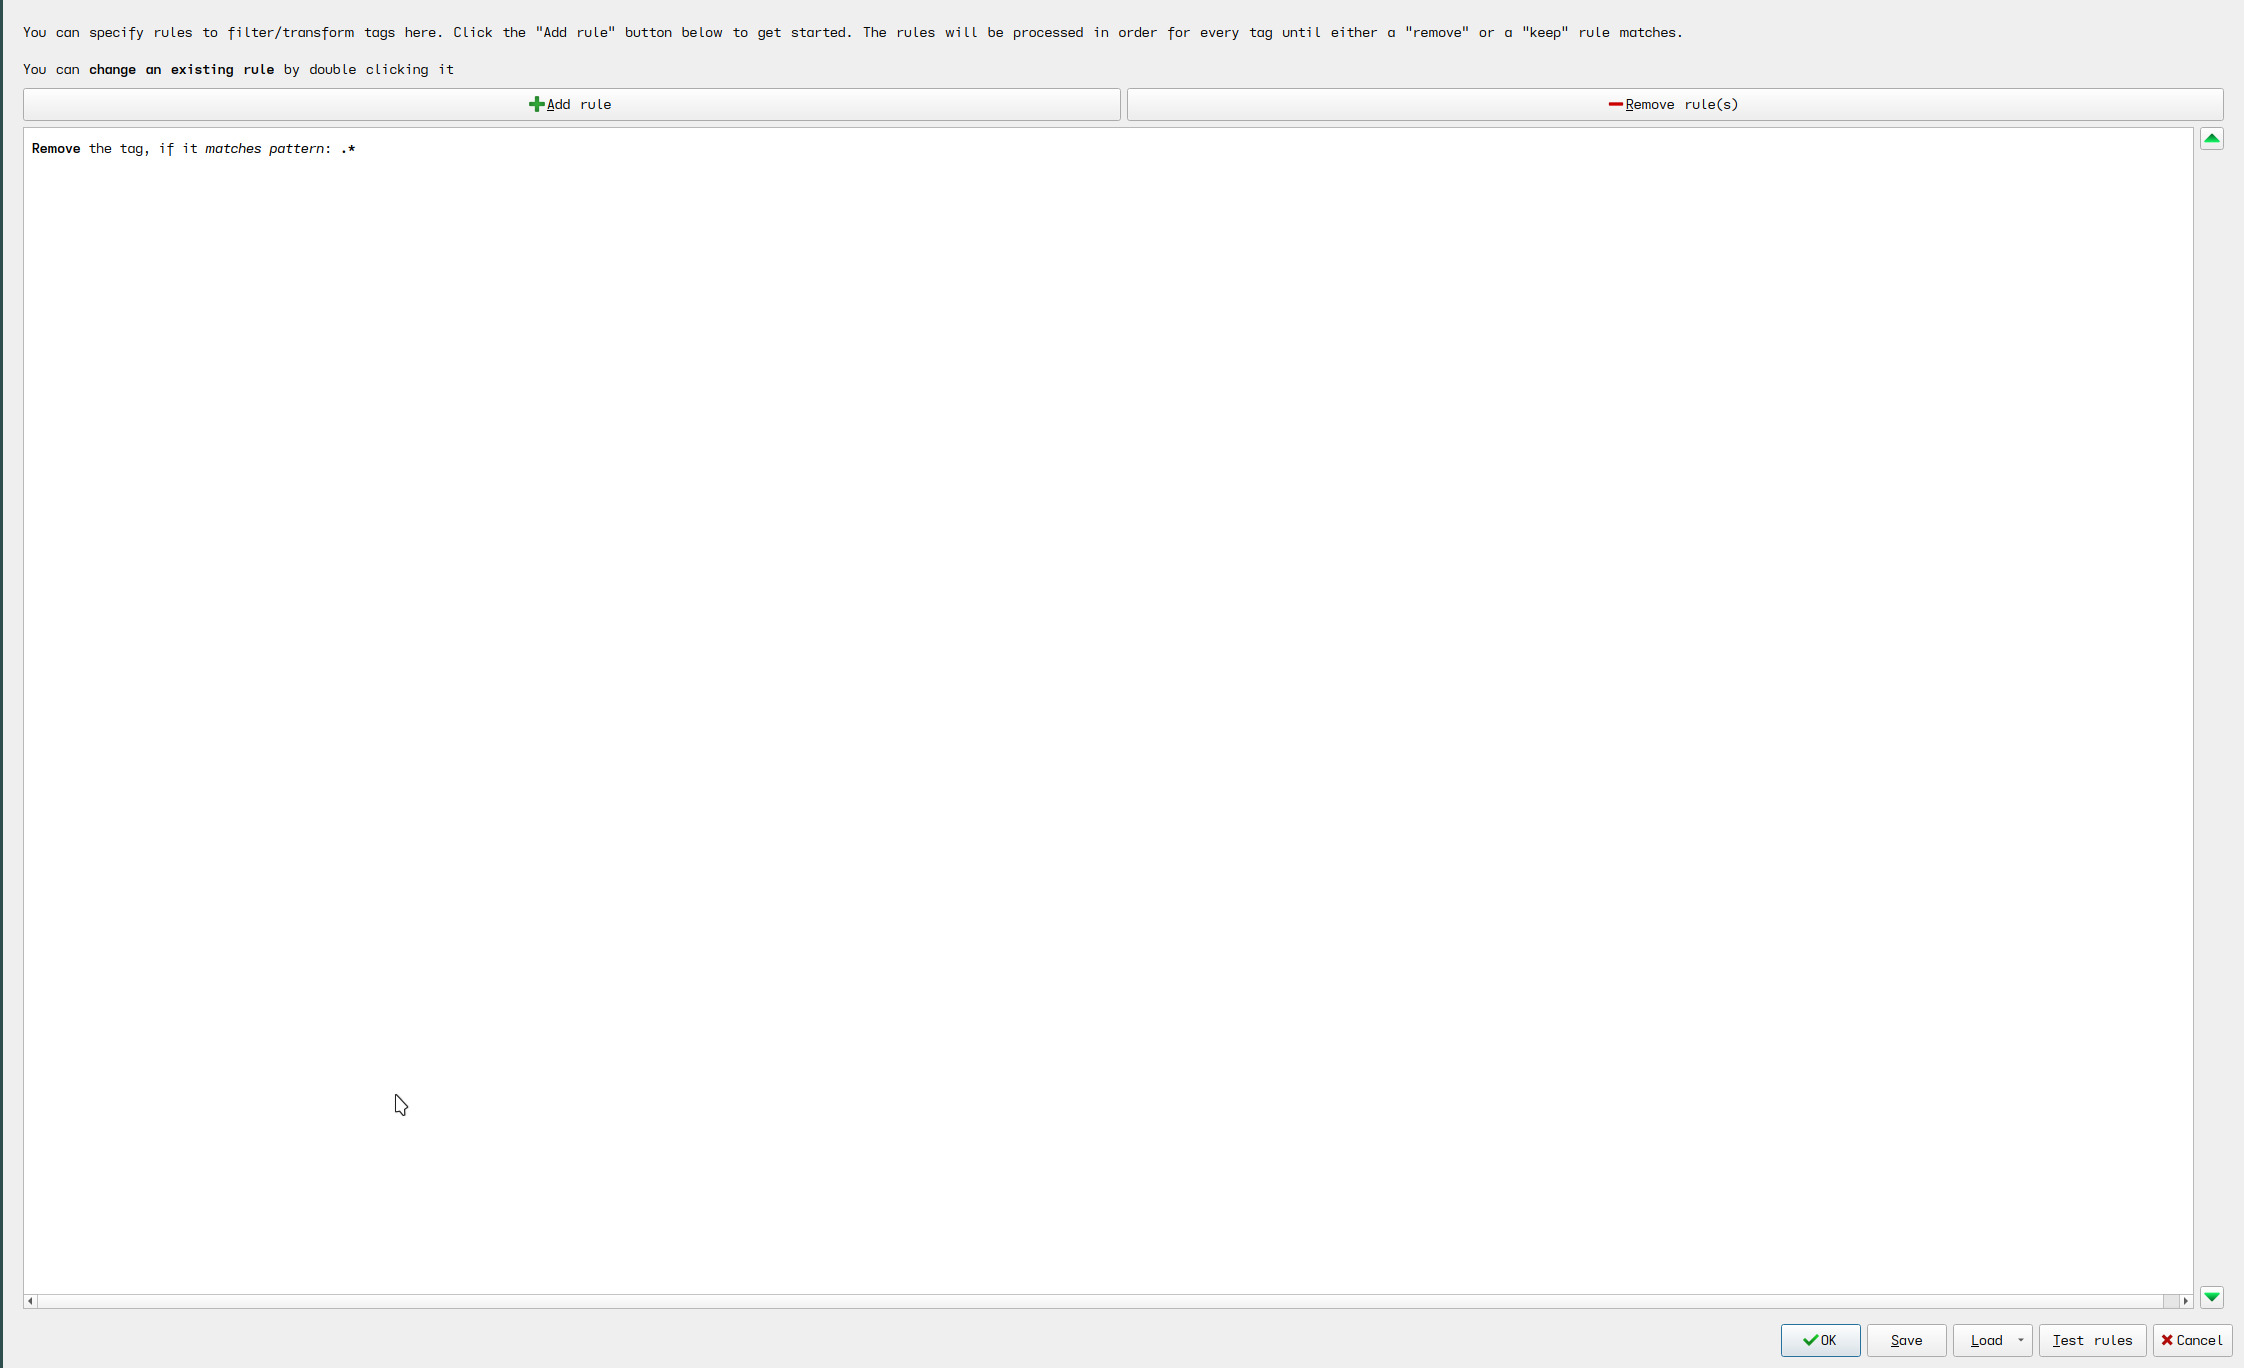 You can specify rules to filter/transform tags here. Click the "Add rule" button below to get started. The rules will be processed in order for every tag until either a "remove" or a "keep" rule matches.
You can change an existing rule by double clicking it
Add rule
Remove rule(s)
Remove the tag, if it matches pattern: .*
OK
Save
Load
Test rules
Cancel